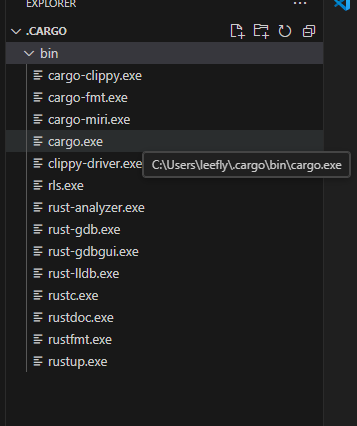 EXPLORER
.CARGO
bin
cargo-clippy.exe
cargo-fmt.exe
cargo-miri.exe
cargo.exe
clippy-driver.exe
C:\Users\leefly\.cargo\bin\cargo.exe
rls.exe
rust-analyzer.exe
rust-gdb.exe
rust-gdbgui.exe
rust-lldb.exe
rustc.exe
rustdoc.exe
rustfmt.exe
rustup.exe